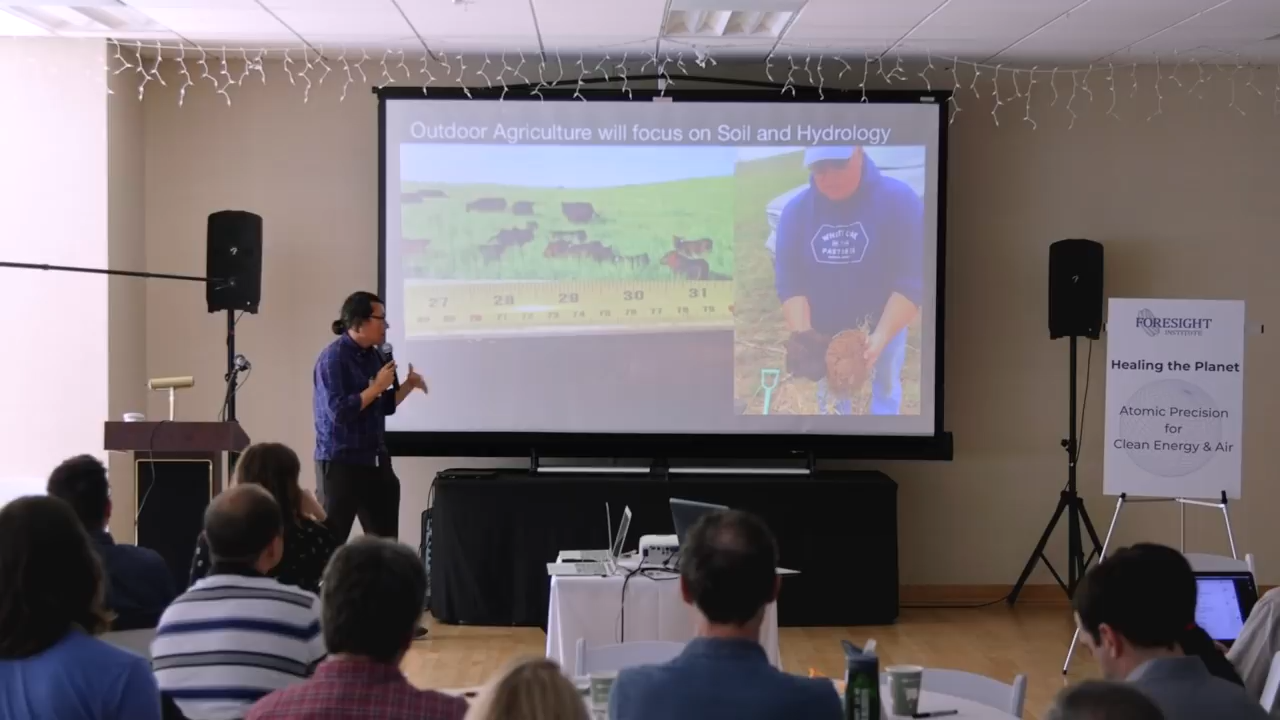 Outdoor Agriculture will focus on Soil and Hydrology
27 28 29 30 31
FORESIGHT
INSTITUTE
Healing the Planet
Atomic Precision
for
Clean Energy & Air